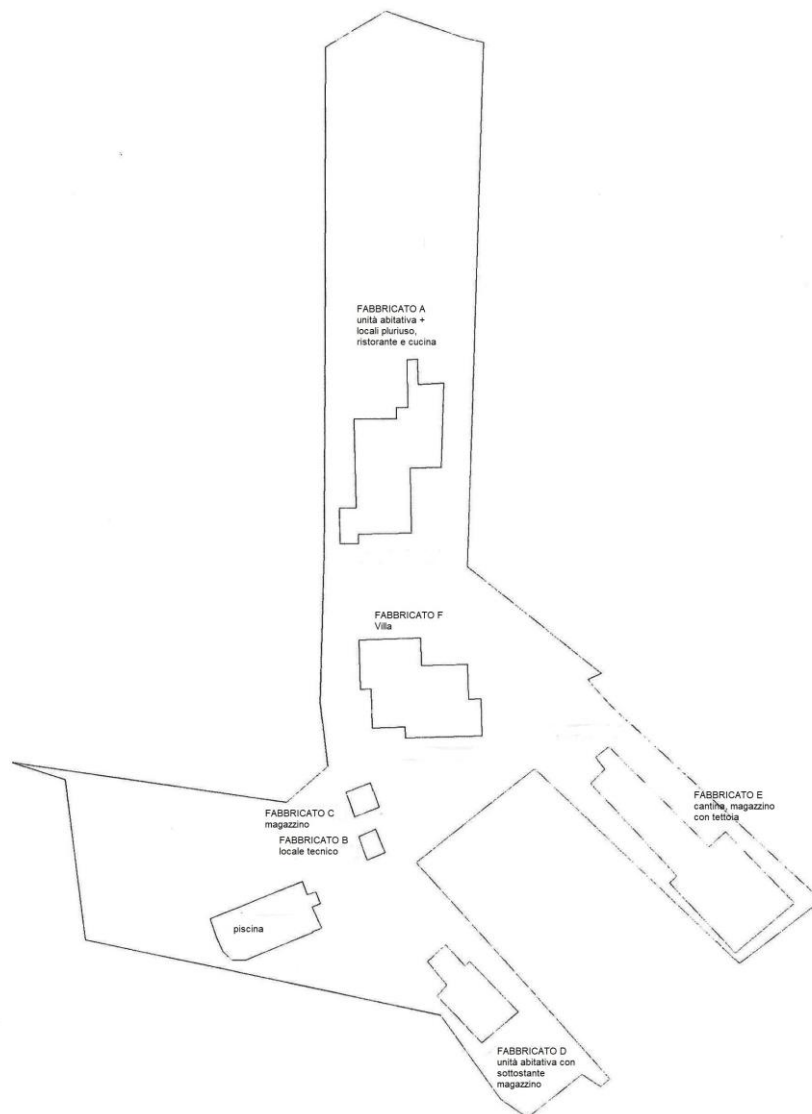 FABBRICATO A
unità abitativa +
locali pluriuso,
ristorante e cucina
FABBRICATO F
Villa
FABBRICATO E
cantina, magazzino
con tettoia
FABBRICATO C
magazzino
FABBRICATO B
locale tecnico
piscina
FABBRICATO D
unità abitativa con
sottostante
magazzino